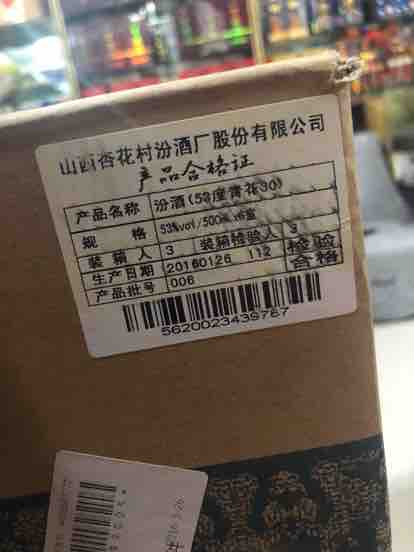 山西杏花村汾酒厂股份有限公司
产品合格证
产品名称 汾酒(53度青花30)
规格 53%vol/500mL×6盒
装箱人 3 装箱检验人 3
生产日期 20160126 112 检验合格
产品批号 006
5620023439787